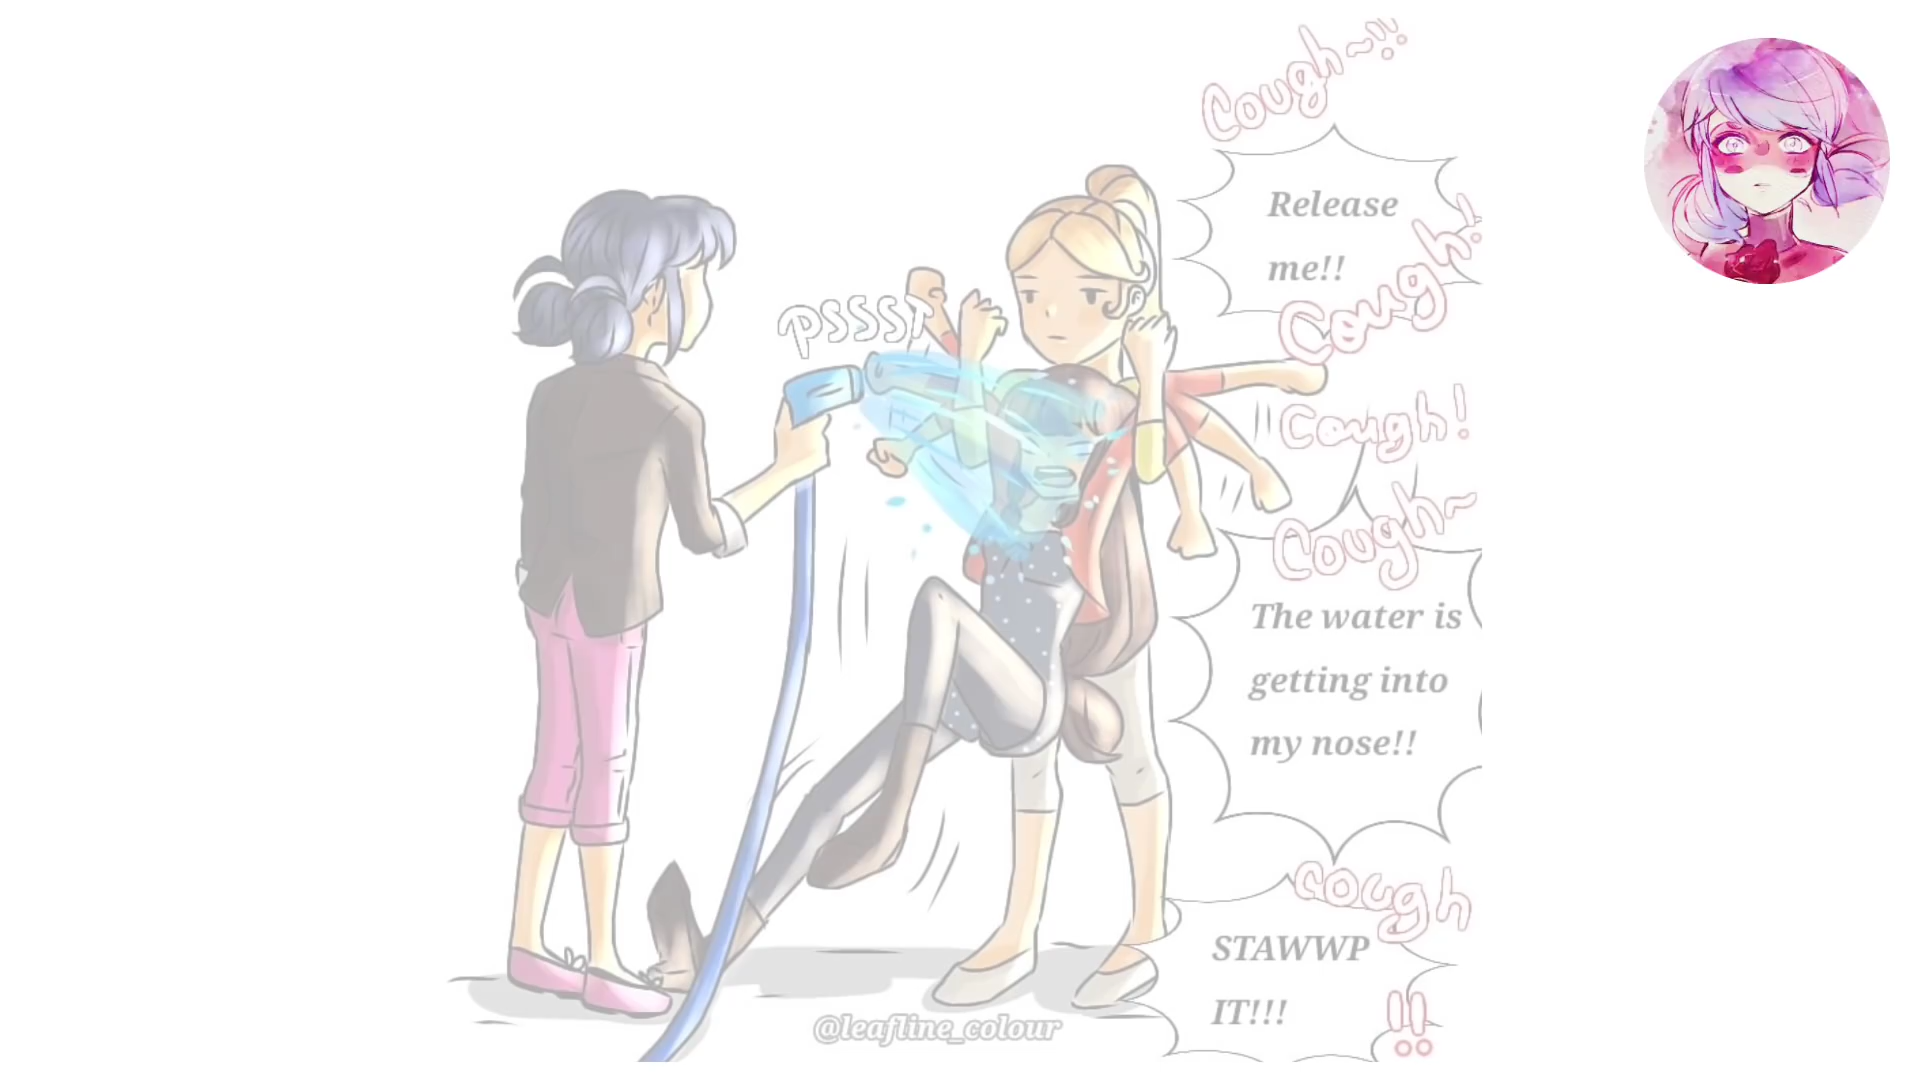 Cough~!!
Release
me!!
Cough!
PSSST
Cough!
Cough~
The water is
getting into
my nose!!
cough
STAWWP
IT!!!
!!
@leafline_colour